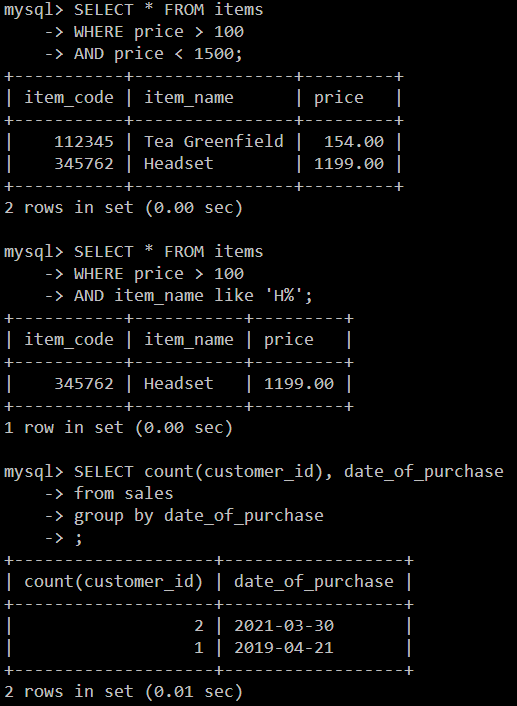 mysql> SELECT * FROM items
    -> WHERE price > 100
    -> AND price < 1500;
+-----------+----------------+---------+
| item_code | item_name      | price   |
+-----------+----------------+---------+
|    112345 | Tea Greenfield |  154.00 |
|    345762 | Headset        | 1199.00 |
+-----------+----------------+---------+
2 rows in set (0.00 sec)

mysql> SELECT * FROM items
    -> WHERE price > 100
    -> AND item_name like 'H%';
+-----------+-----------+---------+
| item_code | item_name | price   |
+-----------+-----------+---------+
|    345762 | Headset   | 1199.00 |
+-----------+-----------+---------+
1 row in set (0.00 sec)

mysql> SELECT count(customer_id), date_of_purchase
    -> from sales
    -> group by date_of_purchase
    -> ;
+--------------------+------------------+
| count(customer_id) | date_of_purchase |
+--------------------+------------------+
|                  2 | 2021-03-30       |
|                  1 | 2019-04-21       |
+--------------------+------------------+
2 rows in set (0.01 sec)